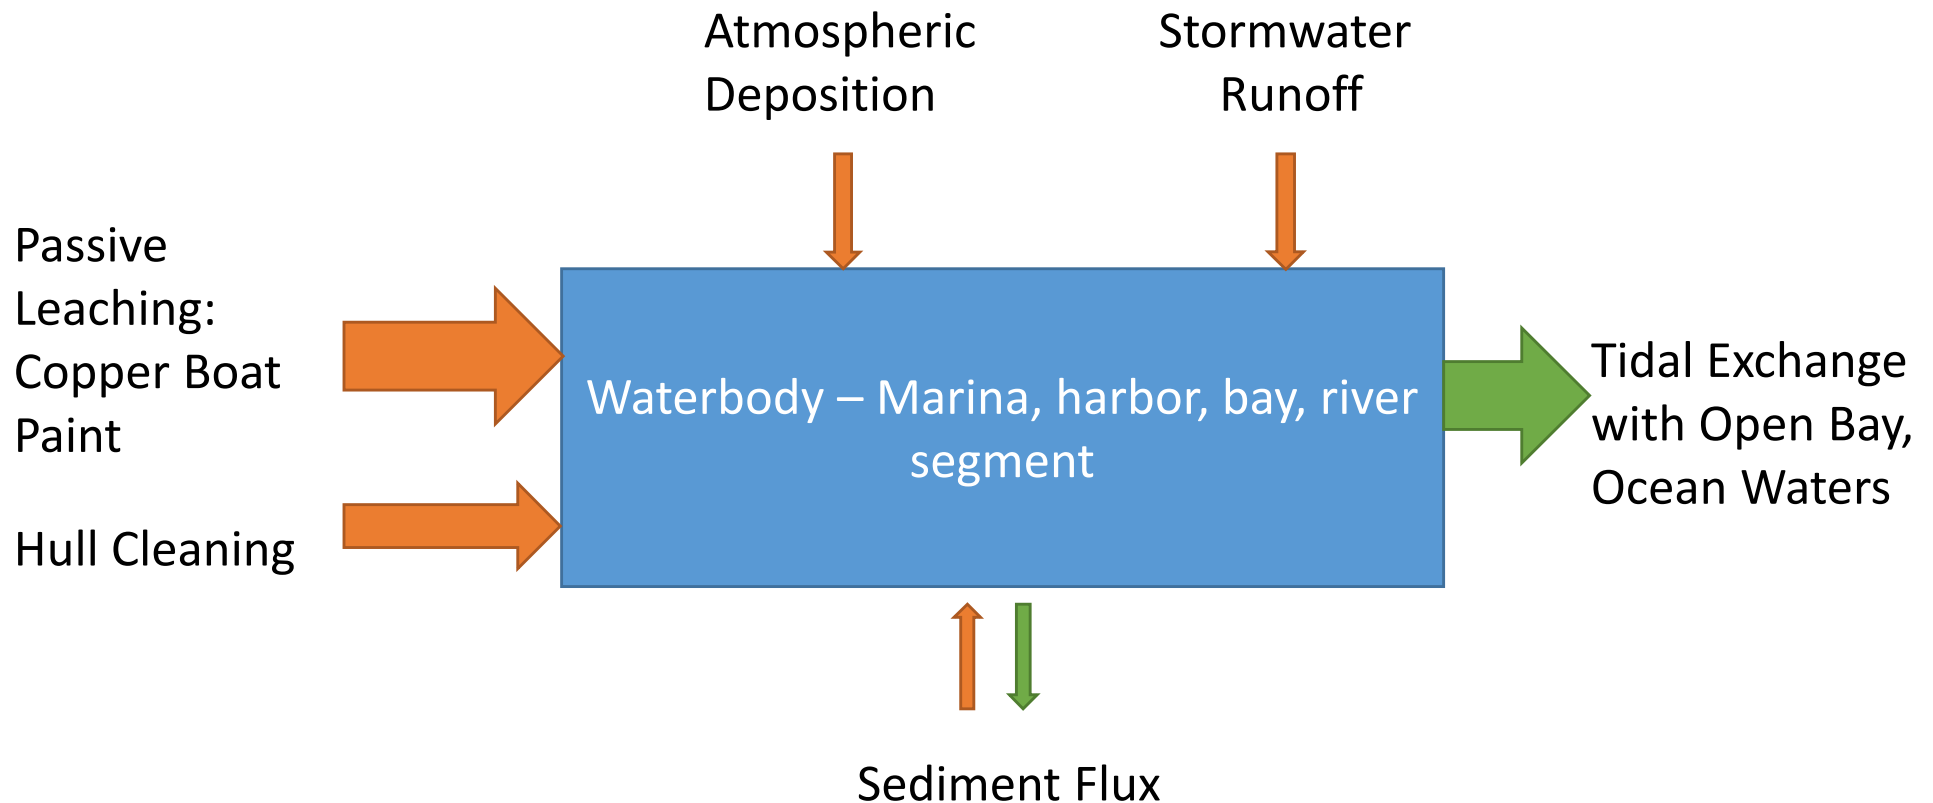 Atmospheric
Deposition
Stormwater
Runoff
Passive
Leaching:
Copper Boat
Paint
Hull Cleaning
Waterbody – Marina, harbor, bay, river
segment
Tidal Exchange
with Open Bay,
Ocean Waters
Sediment Flux